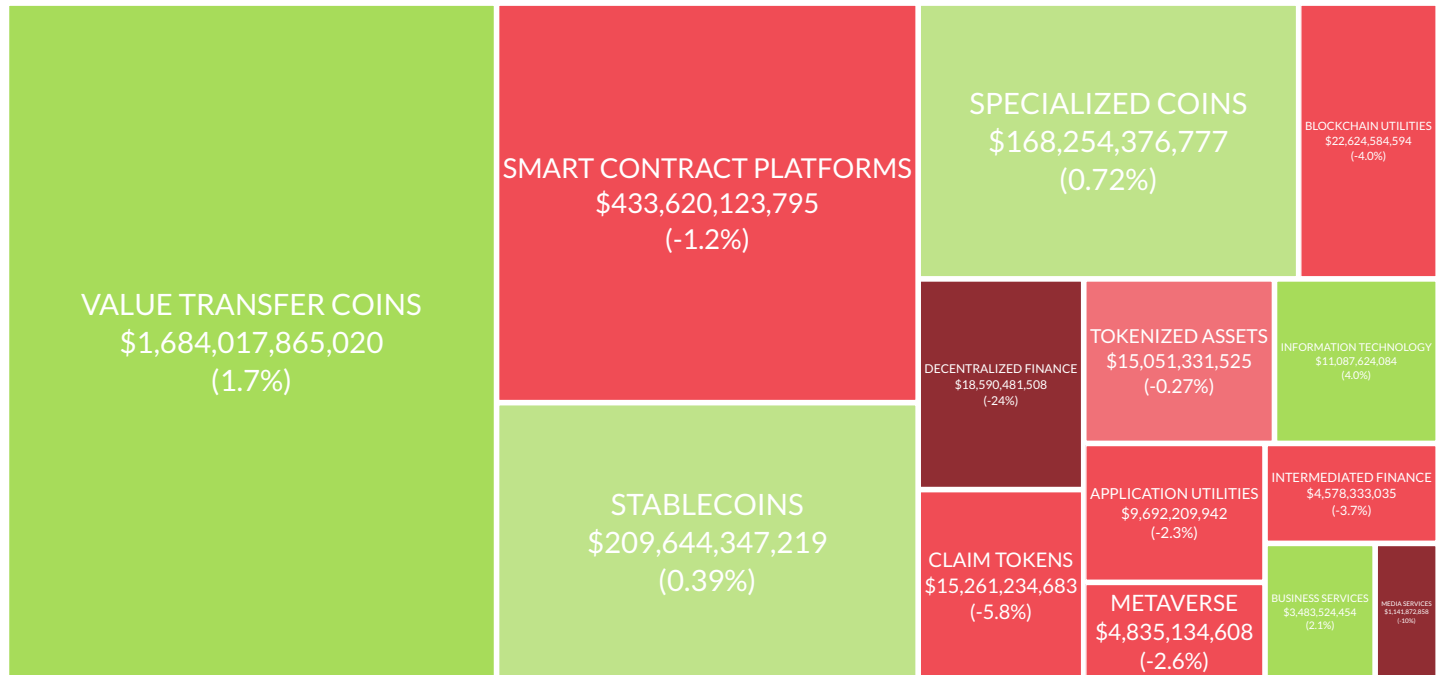 VALUE TRANSFER COINS
$1,684,017,865,020
(1.7%)
SMART CONTRACT PLATFORMS
$433,620,123,795
(-1.2%)
STABLECOINS
$209,644,347,219
(0.39%)
SPECIALIZED COINS
$168,254,376,777
(0.72%)
BLOCKCHAIN UTILITIES
$22,624,584,594
(-4.0%)
DECENTRALIZED FINANCE
$18,590,481,508
(-24%)
TOKENIZED ASSETS
$15,051,331,525
(-0.27%)
INFORMATION TECHNOLOGY
$11,087,624,084
(4.0%)
CLAIM TOKENS
$15,261,234,683
(-5.8%)
APPLICATION UTILITIES
$9,692,209,942
(-2.3%)
INTERMEDIATED FINANCE
$4,578,333,035
(-3.7%)
METAVERSE
$4,835,134,608
(-2.6%)
BUSINESS SERVICES
$3,483,524,454
(2.1%)
MEDIA SERVICES
$1,141,872,858
(-10%)